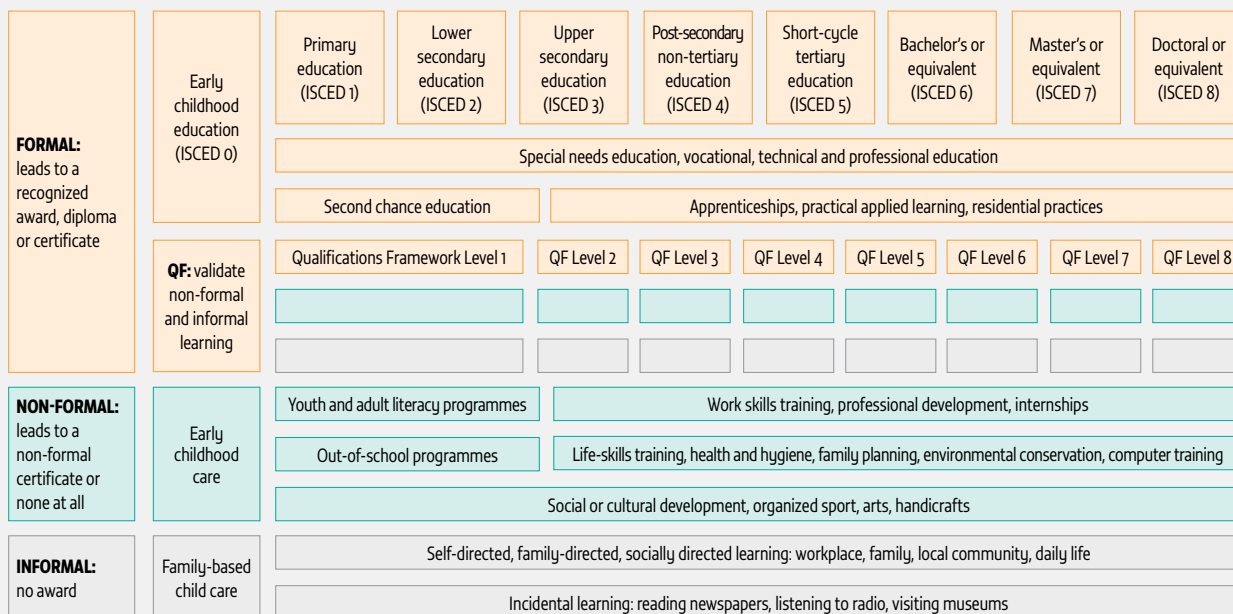 FORMAL:
leads to a
recognized
award, diploma
or certificate
Early
childhood
education
(ISCED 0)
Primary
education
(ISCED 1)
Lower
secondary
education
(ISCED 2)
Upper
secondary
education
(ISCED 3)
Post-secondary
non-tertiary
education
(ISCED 4)
Short-cycle
tertiary
education
(ISCED 5)
Bachelor's or
equivalent
(ISCED 6)
Master's or
equivalent
(ISCED 7)
Doctoral or
equivalent
(ISCED 8)
Special needs education, vocational, technical and professional education
Second chance education
Apprenticeships, practical applied learning, residential practices
QF: validate
non-formal
and informal
learning
Qualifications Framework Level 1
QF Level 2
QF Level 3
QF Level 4
QF Level 5
QF Level 6
QF Level 7
QF Level 8
NON-FORMAL:
leads to a
non-formal
certificate or
none at all
Early
childhood
care
Youth and adult literacy programmes
Work skills training, professional development, internships
Out-of-school programmes
Life-skills training, health and hygiene, family planning, environmental conservation, computer training
Social or cultural development, organized sport, arts, handicrafts
INFORMAL:
no award
Family-based
child care
Self-directed, family-directed, socially directed learning: workplace, family, local community, daily life
Incidental learning: reading newspapers, listening to radio, visiting museums